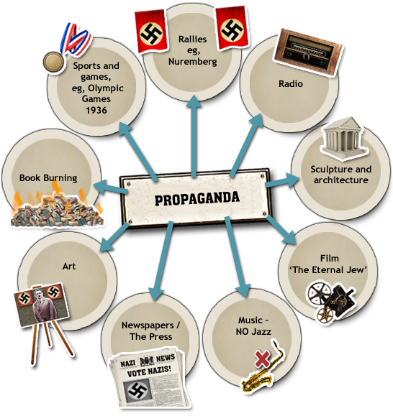 Rallies
eg,
Nuremberg
Sports and
games,
eg, Olympic
Games
1936
Radio
Sculpture and
architecture
Book Burning
PROPAGANDA
Film
‘The Eternal Jew’
Art
Newspapers /
The Press
Music –
NO Jazz
NAZI NEWS
VOTE NAZIS!